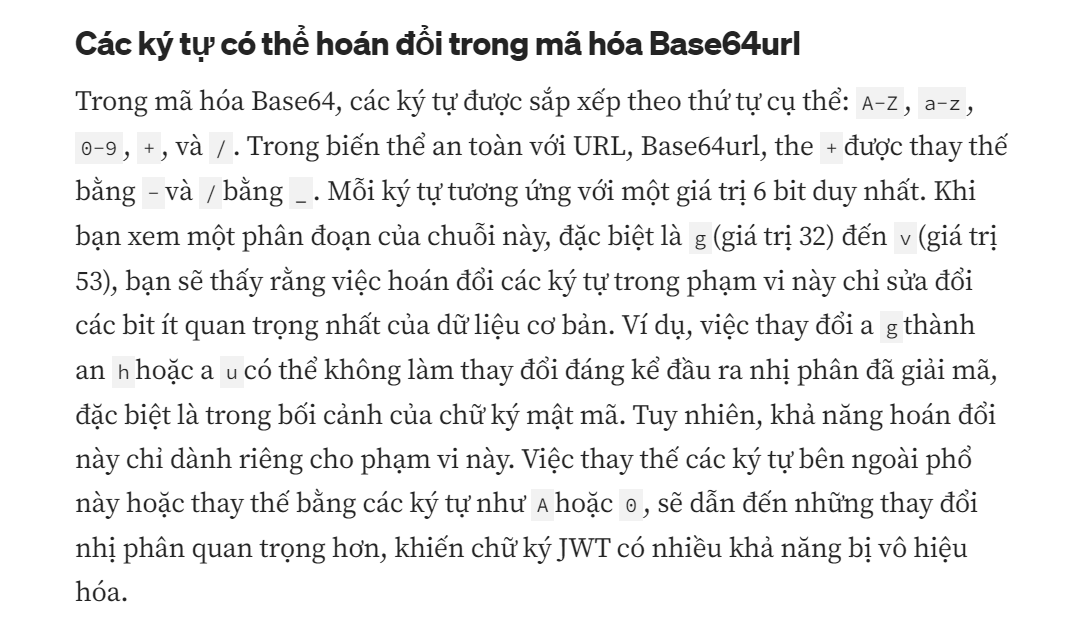 Các ký tự có thể hoán đổi trong mã hóa Base64url
Trong mã hóa Base64, các ký tự được sắp xếp theo thứ tự cụ thể: A-Z, a-z,
0-9, +, và /. Trong biến thể an toàn với URL, Base64url, the + được thay thế
bằng - và / bằng _. Mỗi ký tự tương ứng với một giá trị 6 bit duy nhất. Khi
bạn xem một phân đoạn của chuỗi này, đặc biệt là g (giá trị 32) đến v (giá trị
53), bạn sẽ thấy rằng việc hoán đổi các ký tự trong phạm vi này chỉ sửa đổi
các bit ít quan trọng nhất của dữ liệu cơ bản. Ví dụ, việc thay đổi a g thành
an h hoặc a u có thể không làm thay đổi đáng kể đầu ra nhị phân đã giải mã,
đặc biệt là trong bối cảnh của chữ ký mật mã. Tuy nhiên, khả năng hoán đổi
này chỉ dành riêng cho phạm vi này. Việc thay thế các ký tự bên ngoài phổ
này hoặc thay thế bằng các ký tự như A hoặc 0, sẽ dẫn đến những thay đổi
nhị phân quan trọng hơn, khiến chữ ký JWT có nhiều khả năng bị vô hiệu
hóa.